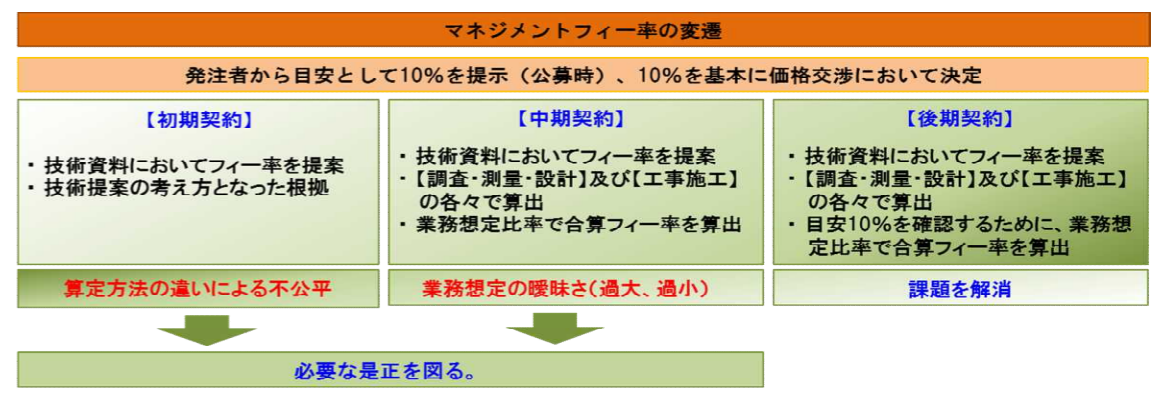 マネジメントフィー率の変遷
発注者から目安として10%を提示（公募時）、10%を基本に価格交渉において決定
【初期契約】
・技術資料においてフィー率を提案
・技術提案の考え方となった根拠
算定方法の違いによる不公平
【中期契約】
・技術資料においてフィー率を提案
・【調査・測量・設計】及び【工事施工】
の各々で算出
・業務想定比率で合算フィー率を算出
業務想定の曖昧さ（過大、過小）
【後期契約】
・技術資料においてフィー率を提案
・【調査・測量・設計】及び【工事施工】
の各々で算出
・目安10%を確認するために、業務想
定比率で合算フィー率を算出
課題を解消
必要な是正を図る。